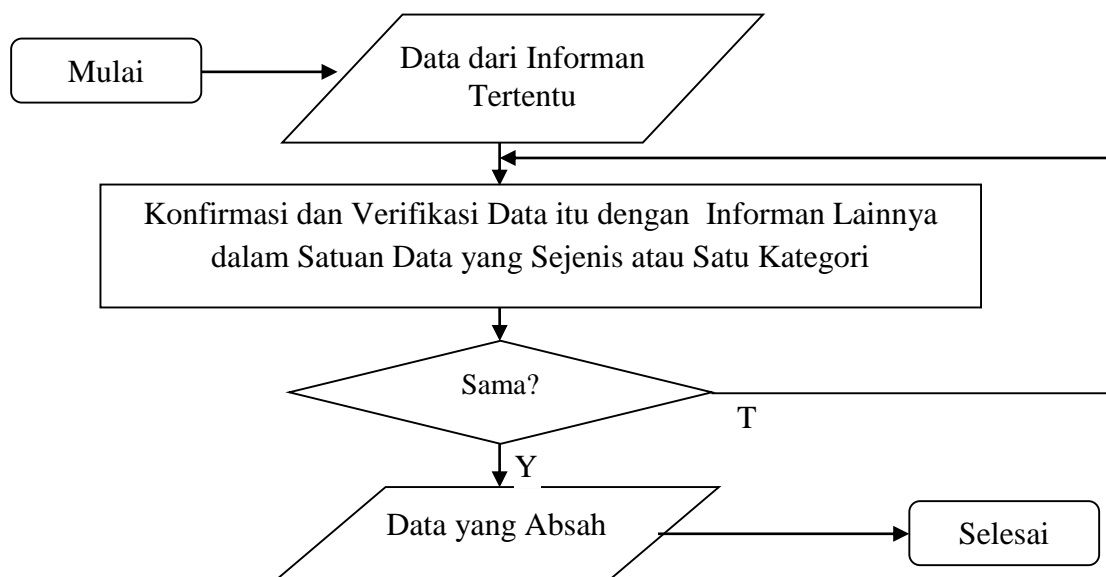 Mulai
Data dari Informan
Tertentu
Konfirmasi dan Verifikasi Data itu dengan Informan Lainnya
dalam Satuan Data yang Sejenis atau Satu Kategori
Sama?
T
Y
Data yang Absah
Selesai